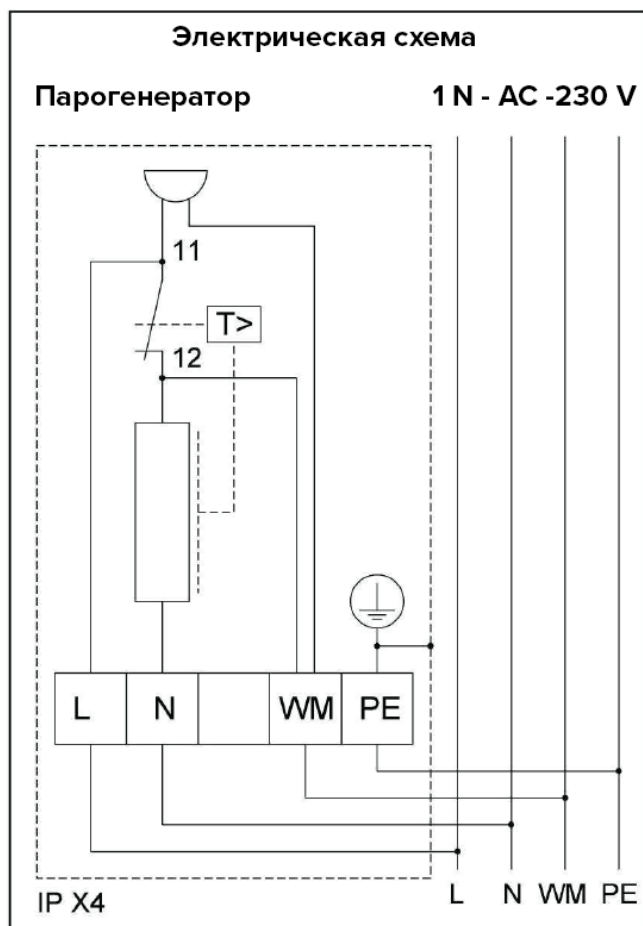 Электрическая схема
Парогенератор 1 N - AC -230 V
11
T>
12
L N WM PE
L N WM PE
IP X4